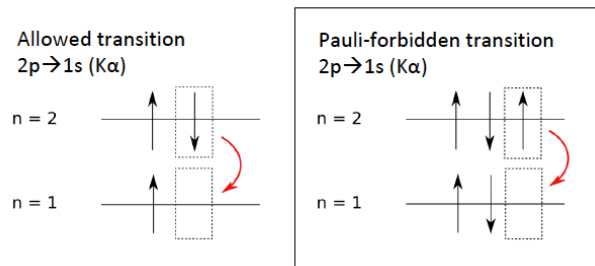 Allowed transition
2p→1s (Kα)
n = 2
n = 1
Pauli-forbidden transition
2p→1s (Kα)
n = 2
n = 1